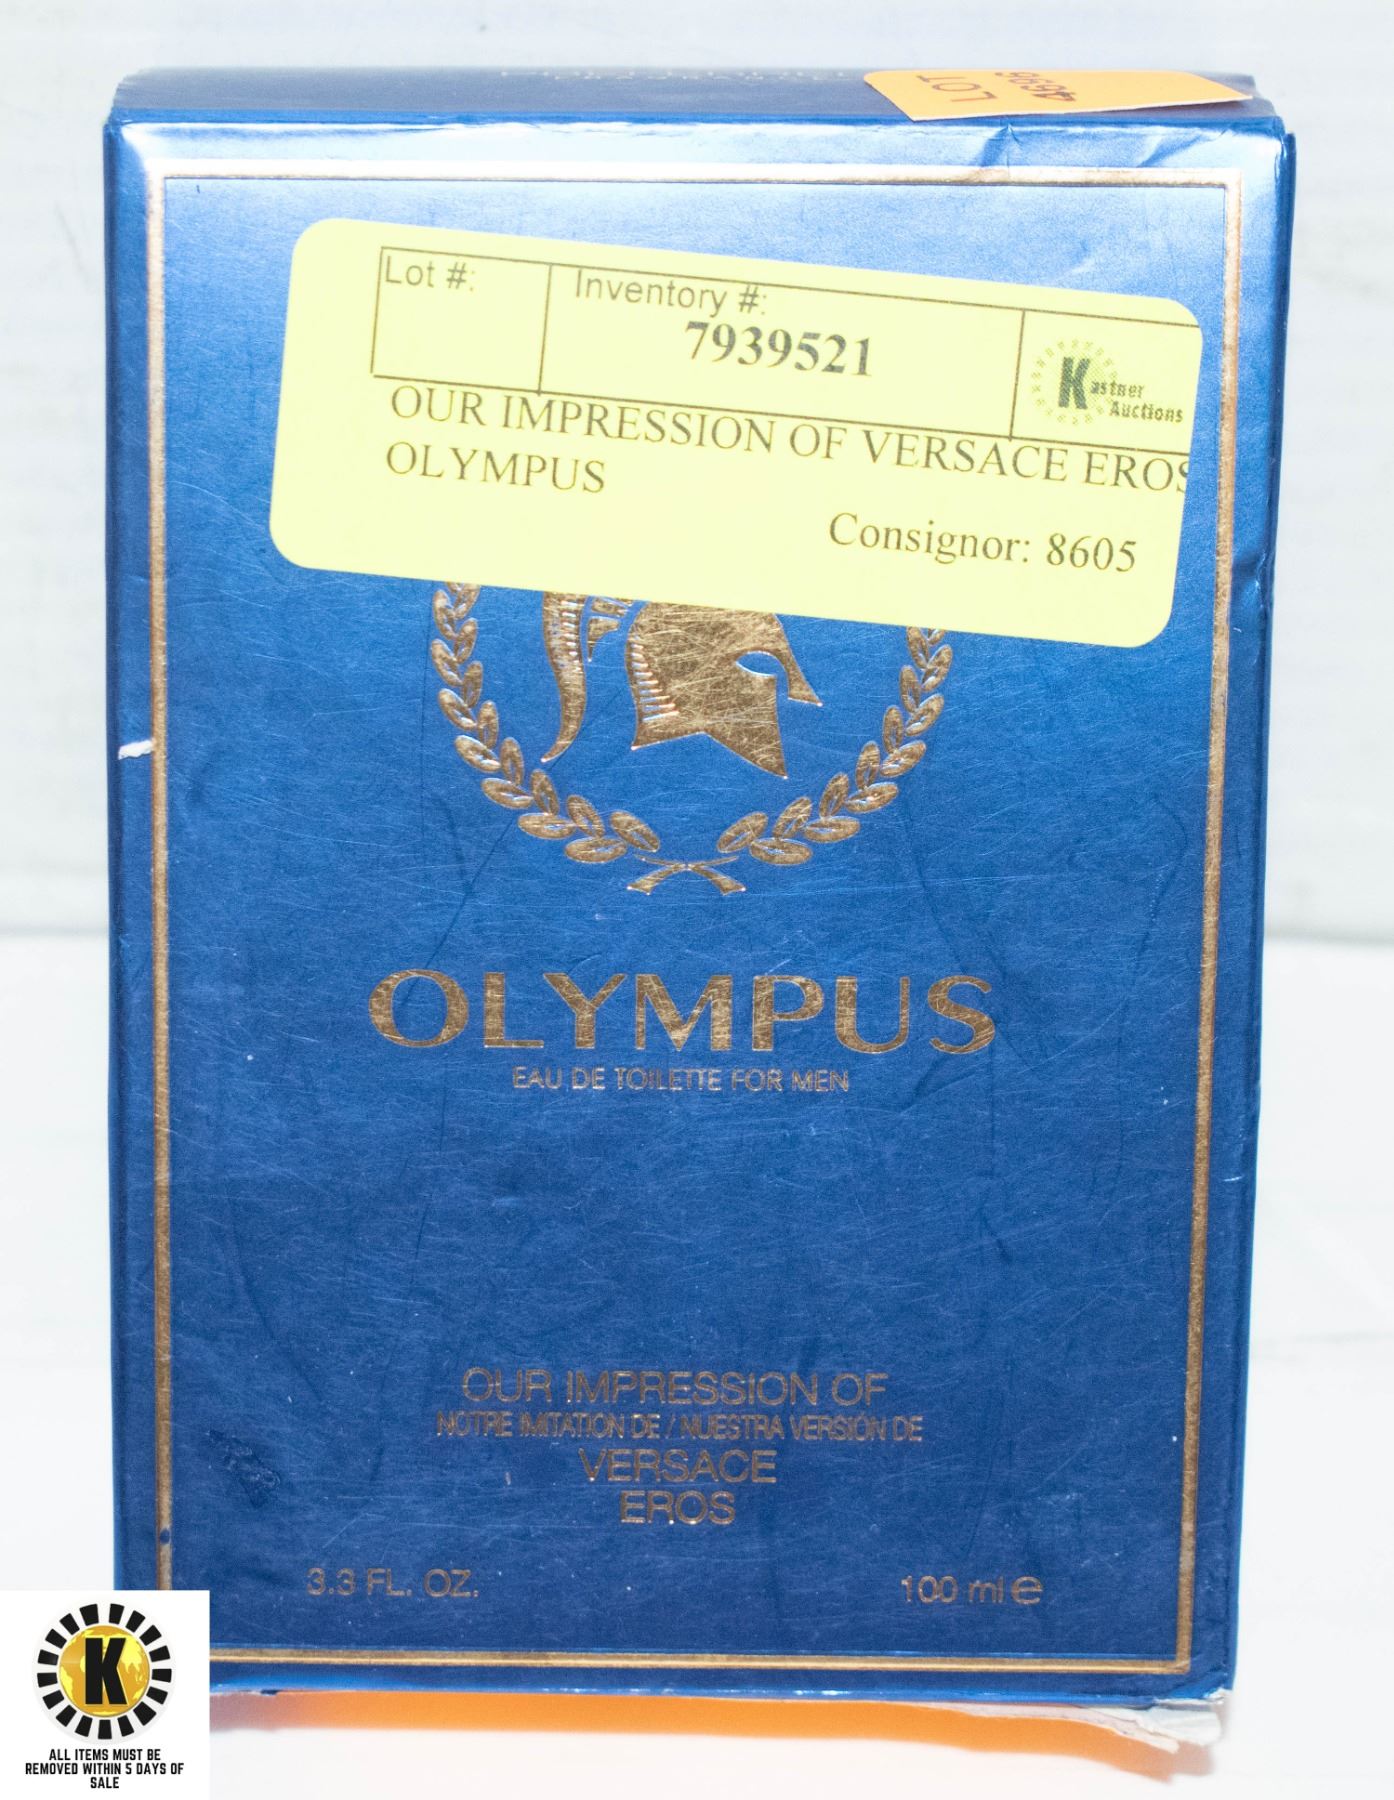 LOT
4696
Lot #:
Inventory #:
7939521
Kastner
Auctions
OUR IMPRESSION OF VERSACE EROS
OLYMPUS
Consignor: 8605
OLYMPUS
EAU DE TOILETTE FOR MEN
OUR IMPRESSION OF
NOTRE IMITATION DE / NUESTRA VERSIÓN DE
VERSACE
EROS
3.3 FL. OZ.
100 ml e
K
ALL ITEMS MUST BE
REMOVED WITHIN 5 DAYS OF
SALE